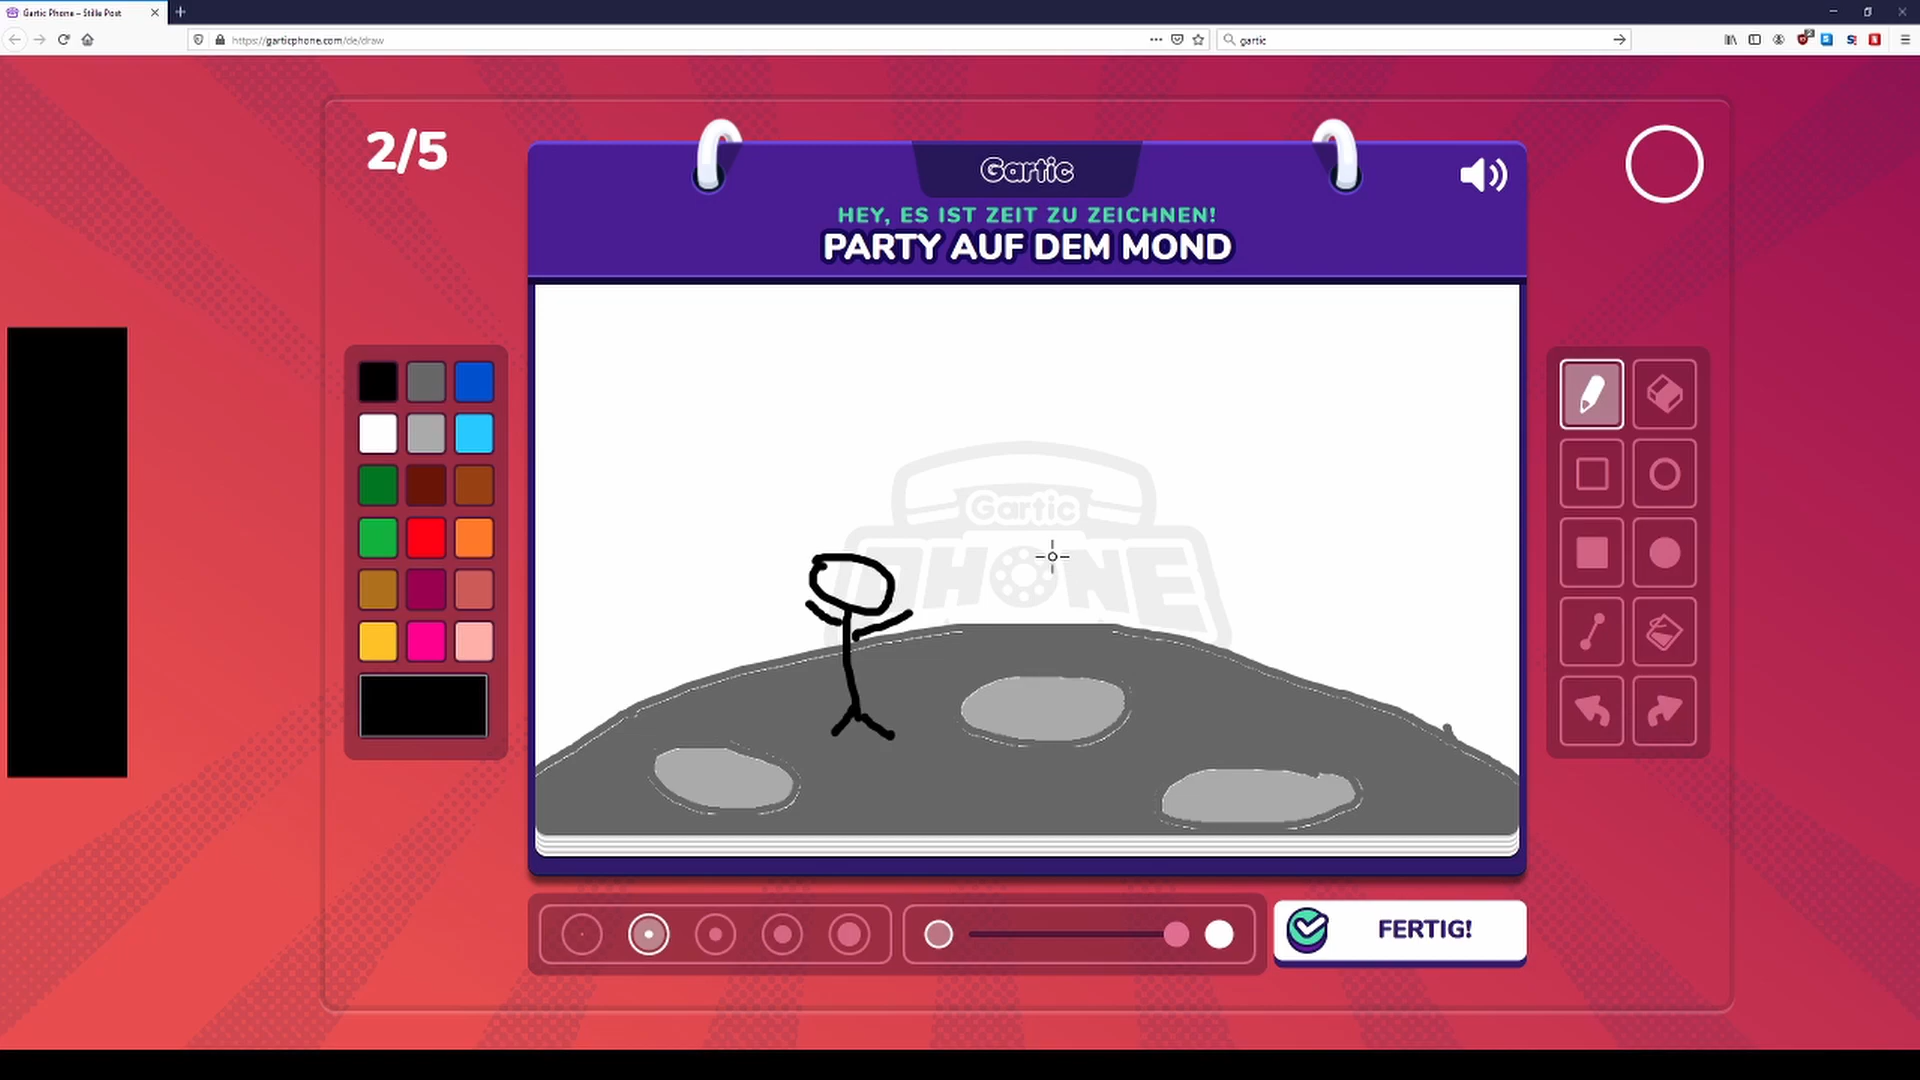 Gartic Phone – Stille Post
https://garticphone.com/de/draw
gartic
2/5
Gartic
HEY, ES IST ZEIT ZU ZEICHNEN!
PARTY AUF DEM MOND
Gartic
PHONE
FERTIG!